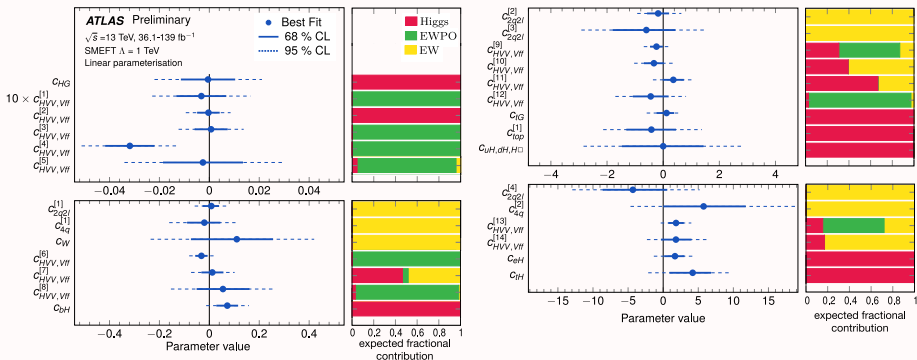 ATLAS Preliminary
√s =13 TeV, 36.1-139 fb⁻¹
SMEFT Λ = 1 TeV
Linear parameterisation
Best Fit
68 % CL
95 % CL
Higgs
EWPO
EW
c_HG
10 × c^[1]_HVV,Vff
c^[2]_HVV,Vff
c^[3]_HVV,Vff
c^[4]_HVV,Vff
c^[5]_HVV,Vff
−0.04 −0.02 0 0.02 0.04
c^[1]_2q2l
c^[1]_4q
c_W
c^[6]_HVV,Vff
c^[7]_HVV,Vff
c^[8]_HVV,Vff
c_bH
−0.4 −0.2 0 0.2 0.4
Parameter value
0 0.2 0.4 0.6 0.8 1
expected fractional
contribution
c^[2]_2q2l
c^[3]_2q2l
c^[9]_HVV,Vff
c^[10]_HVV,Vff
c^[11]_HVV,Vff
c^[12]_HVV,Vff
c_tG
c^[1]_top
c_uH,dH,H□
−4 −2 0 2 4
c^[4]_2q2l
c^[2]_4q
c^[13]_HVV,Vff
c^[14]_HVV,Vff
c_eH
c_tH
−15 −10 −5 0 5 10 15
Parameter value
0 0.2 0.4 0.6 0.8 1
expected fractional
contribution